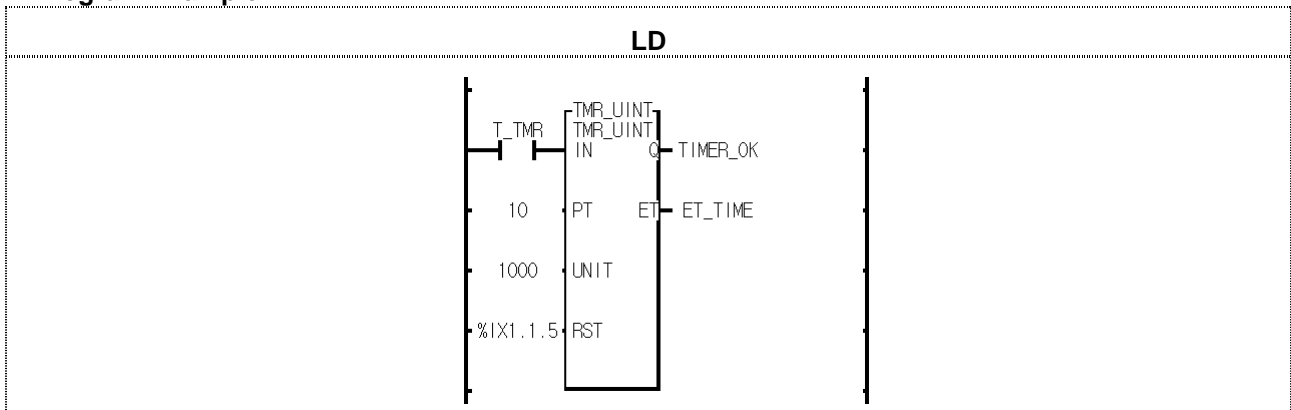 LD
TMR_UINT
T_TMR TMR_UINT
IN Q TIMER_OK
10 PT ET ET_TIME
1000 UNIT
%IX1.1.5 RST